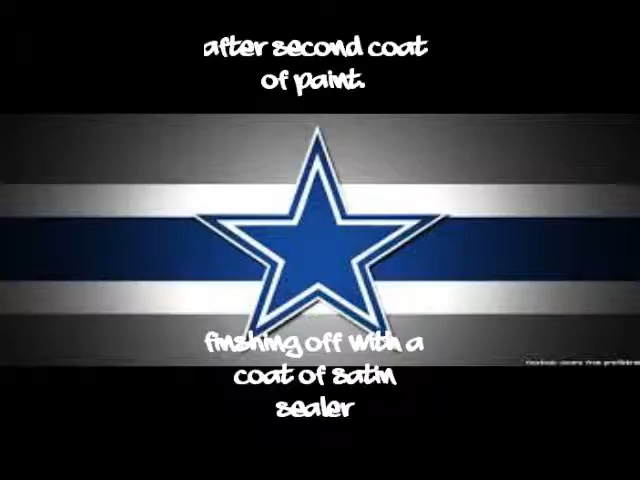 after second coat
of paint.
finshing off with a
coat of satin
sealer